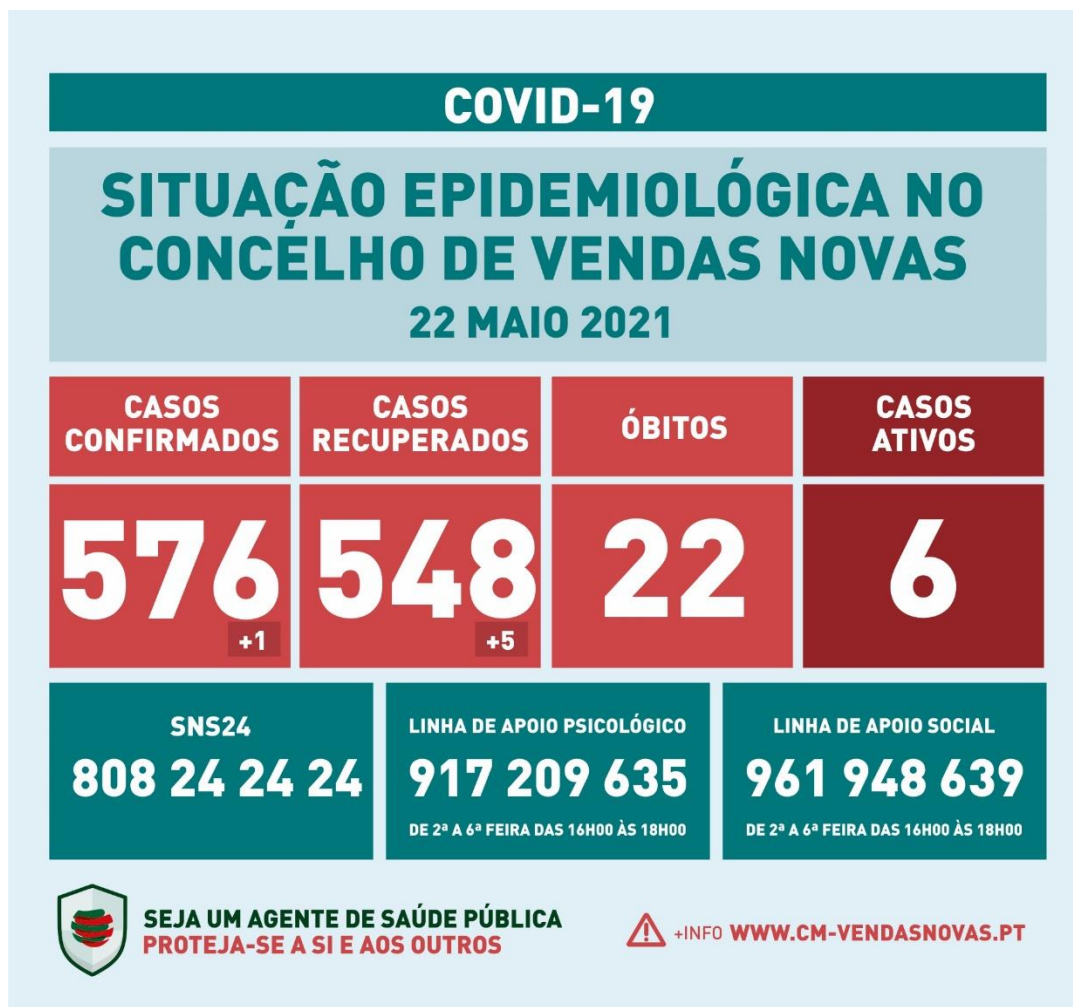 COVID-19
SITUAÇÃO EPIDEMIOLÓGICA NO
CONCELHO DE VENDAS NOVAS
22 MAIO 2021
CASOS
CONFIRMADOS
576
+1
CASOS
RECUPERADOS
548
+5
ÓBITOS
22
CASOS
ATIVOS
6
SNS24
808 24 24 24
LINHA DE APOIO PSICOLÓGICO
917 209 635
DE 2ª A 6ª FEIRA DAS 16H00 ÀS 18H00
LINHA DE APOIO SOCIAL
961 948 639
DE 2ª A 6ª FEIRA DAS 16H00 ÀS 18H00
SEJA UM AGENTE DE SAÚDE PÚBLICA
PROTEJA-SE A SI E AOS OUTROS
+INFO WWW.CM-VENDASNOVAS.PT